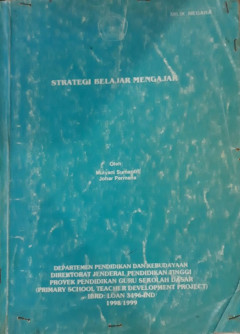 STRATEGI BELAJAR MENGAJAR
Oleh:
Mulyani Sumantri
Johar Permana
DEPARTEMEN PENDIDIKAN DAN KEBUDAYAAN
DIREKTORAT JENDERAL PENDIDIKAN TINGGI
PROYEK PENDIDIKAN GURU SEKOLAH DASAR
(PRIMARY SCHOOL TEACHER DEVELOPMENT PROJECT)
IBRD: LOAN 3496-IND
1998/1999